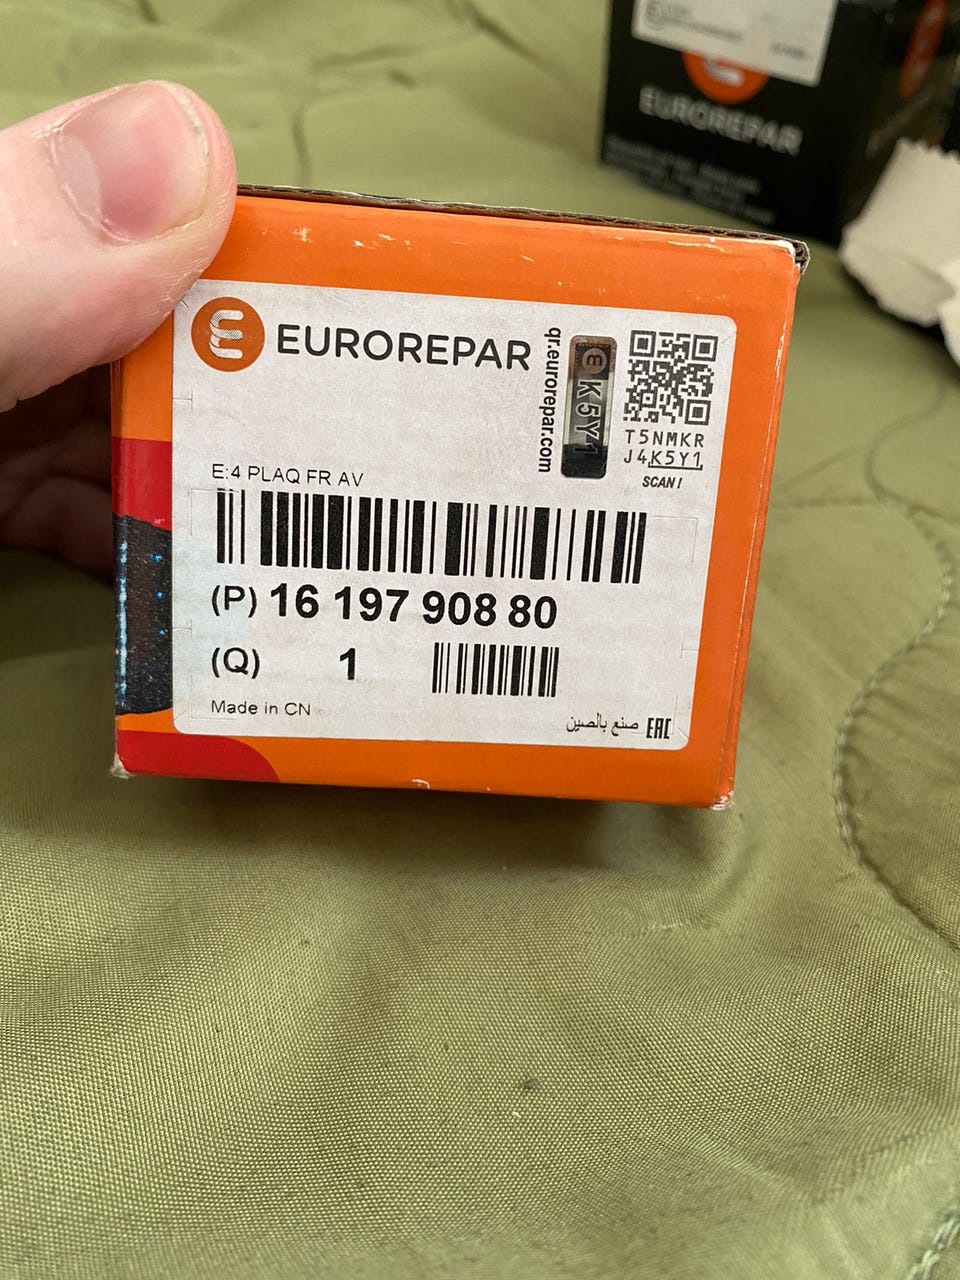 EUROREPAR
EUROREPAR
qr.eurorepar.com
K5Y1
T5NMKR
J4K5Y1
SCAN!
E:4 PLAQ FR AV
(P) 16 197 908 80
(Q) 1
Made in CN
صنع بالصين
EAC